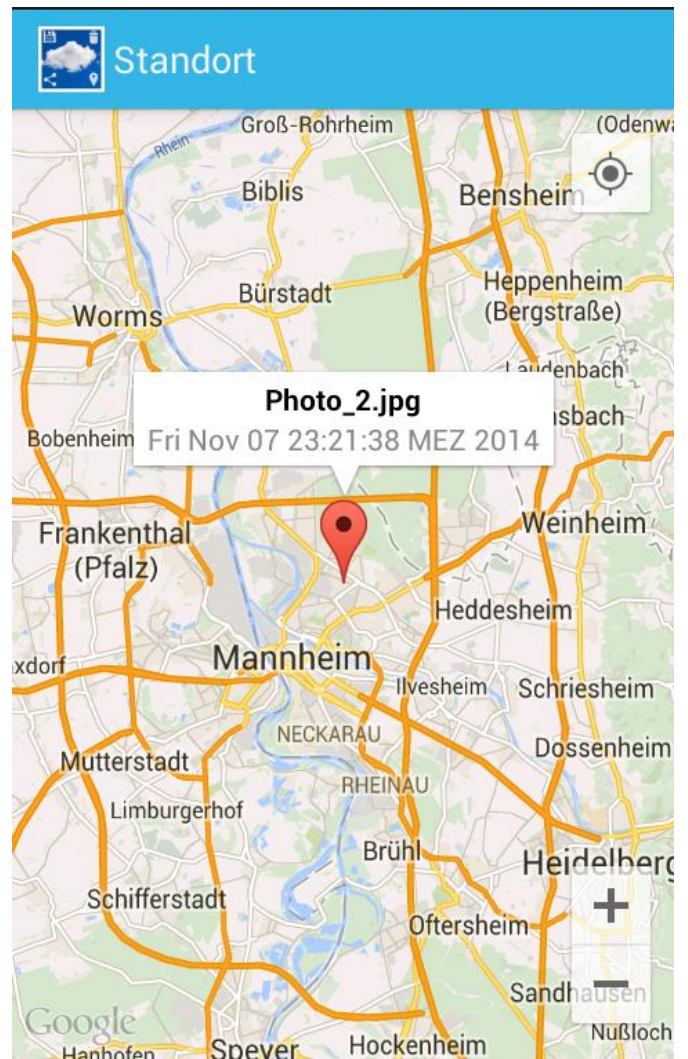 Standort
Groß-Rohrheim
(Odenwa
Rhein
Biblis
Bensheim
Bürstadt
Heppenheim
(Bergstraße)
Worms
Laudenbach
Photo_2.jpg
Fri Nov 07 23:21:38 MEZ 2014
nsbach
Bobenheim
Frankenthal
(Pfalz)
Weinheim
Heddesheim
Mannheim
xdorf
Ilvesheim
Schriesheim
NECKARAU
Dossenheim
Mutterstadt
RHEINAU
Limburgerhof
Brühl
Heidelberg
Schifferstadt
Oftersheim
Sandhausen
Google
Nußloch
Hanhofen
Speyer
Hockenheim